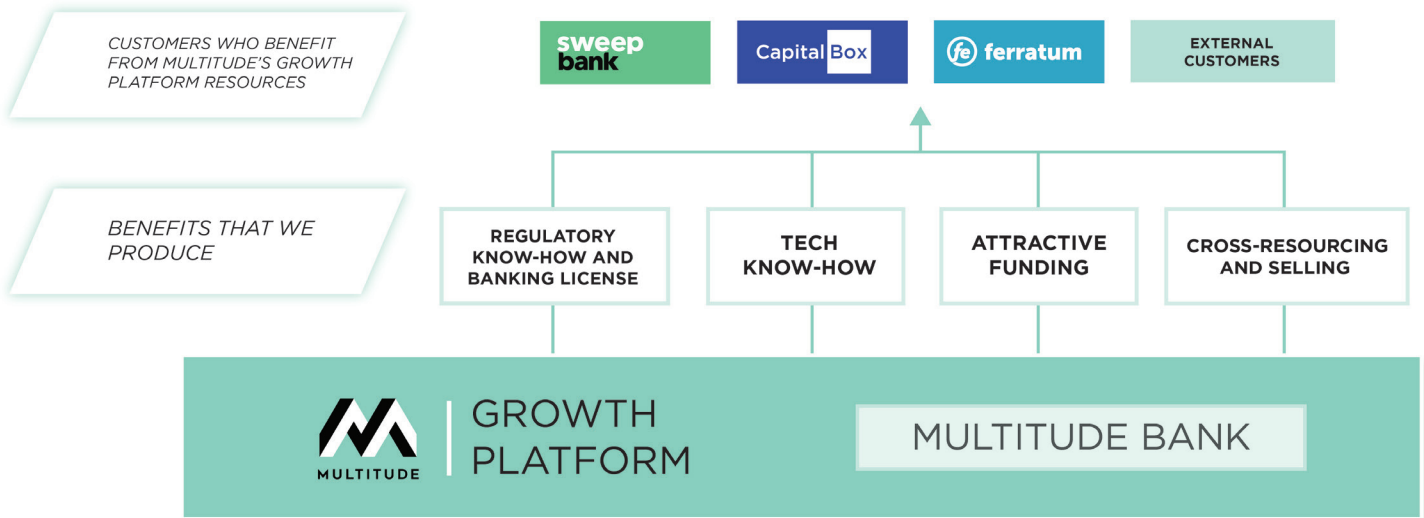 CUSTOMERS WHO BENEFIT
FROM MULTITUDE'S GROWTH
PLATFORM RESOURCES
sweep
bank
Capital Box
fe ferratum
EXTERNAL
CUSTOMERS
BENEFITS THAT WE
PRODUCE
REGULATORY
KNOW-HOW AND
BANKING LICENSE
TECH
KNOW-HOW
ATTRACTIVE
FUNDING
CROSS-RESOURCING
AND SELLING
MULTITUDE
GROWTH
PLATFORM
MULTITUDE BANK